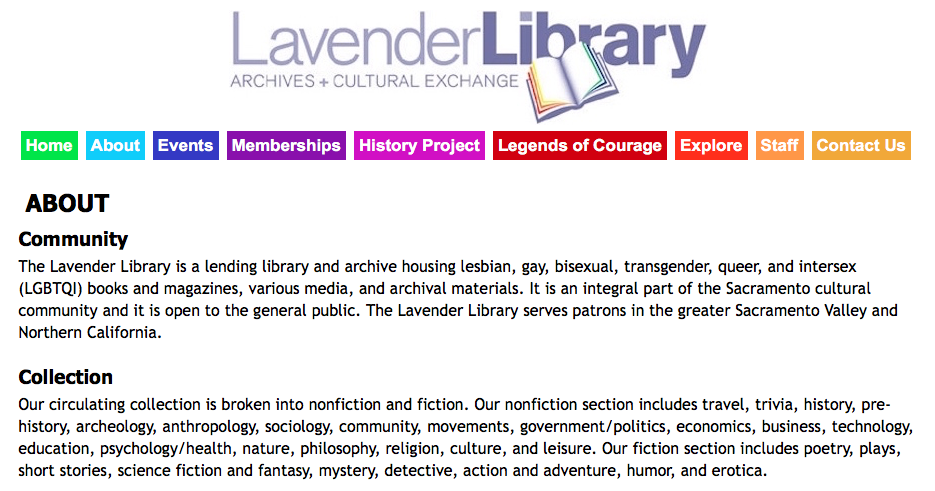 LavenderLibrary
ARCHIVES + CULTURAL EXCHANGE
Home About Events Memberships History Project Legends of Courage Explore Staff Contact Us
ABOUT
Community
The Lavender Library is a lending library and archive housing lesbian, gay, bisexual, transgender, queer, and intersex
(LGBTQI) books and magazines, various media, and archival materials. It is an integral part of the Sacramento cultural
community and it is open to the general public. The Lavender Library serves patrons in the greater Sacramento Valley and
Northern California.
Collection
Our circulating collection is broken into nonfiction and fiction. Our nonfiction section includes travel, trivia, history, pre-
history, archeology, anthropology, sociology, community, movements, government/politics, economics, business, technology,
education, psychology/health, nature, philosophy, religion, culture, and leisure. Our fiction section includes poetry, plays,
short stories, science fiction and fantasy, mystery, detective, action and adventure, humor, and erotica.